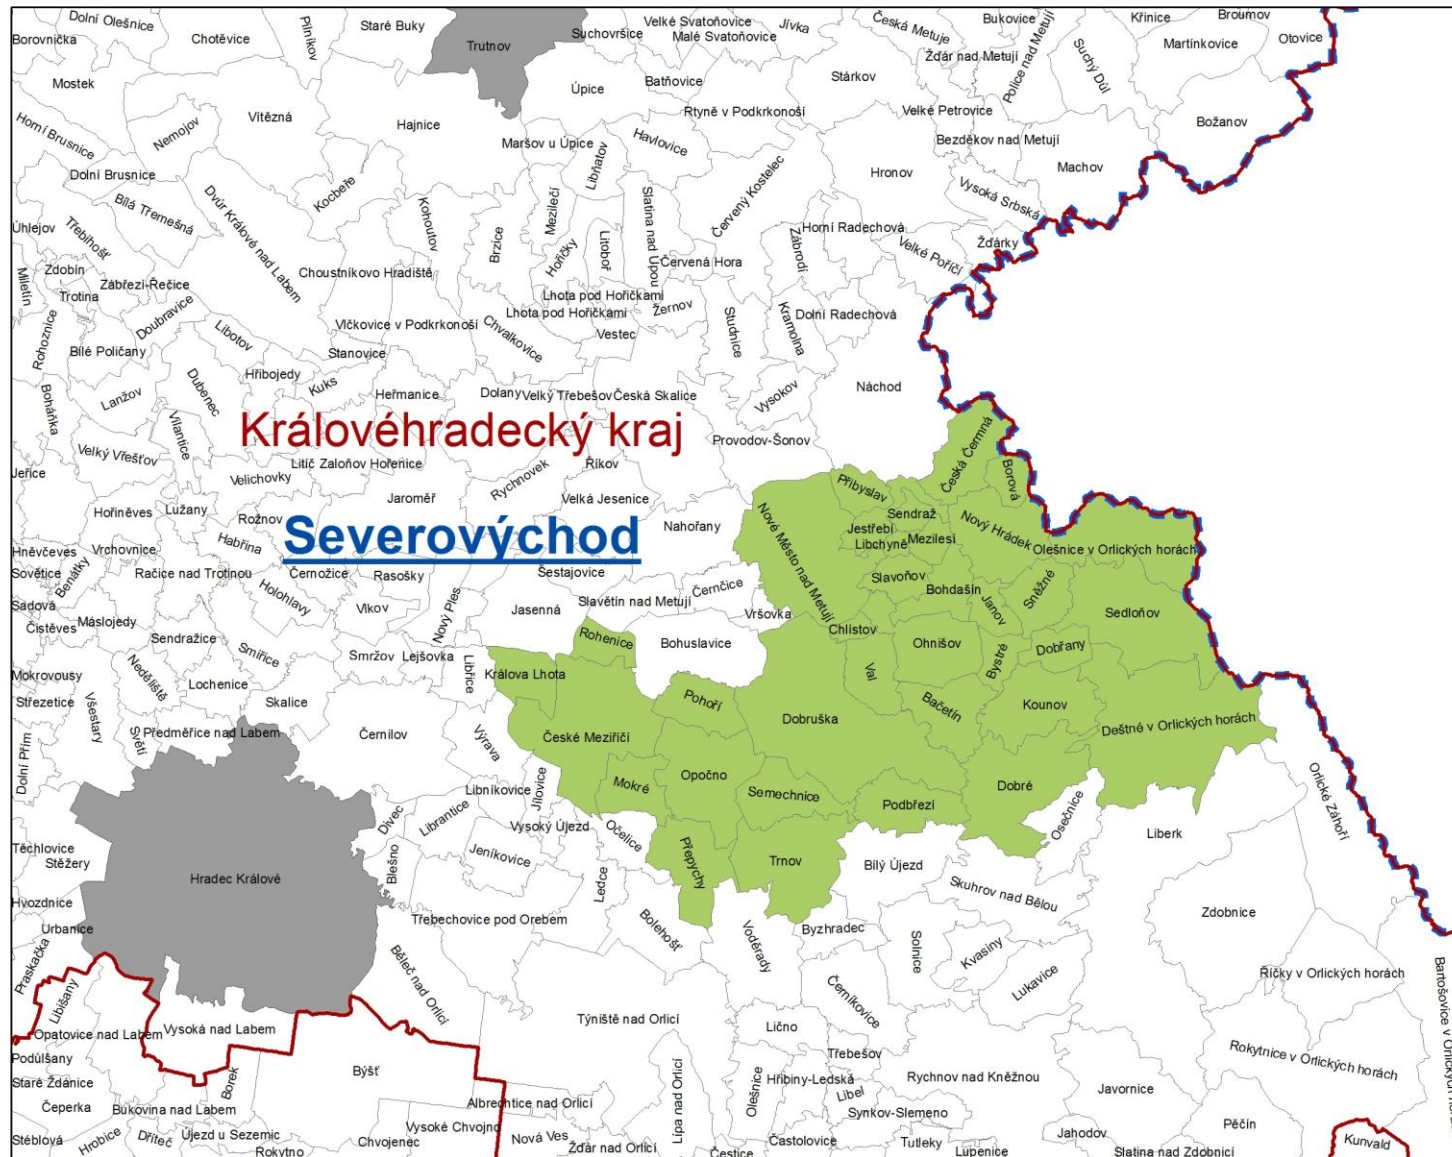 Dolní Olešnice
Borovnička
Chotěvice
Pilníkov
Staré Buky
Trutnov
Suchovršice
Velké Svatoňovice
Malé Svatoňovice
Jívka
Česká Metuje
Bukovice
Křinice
Broumov
Martínkovice
Otovice
Žďár nad Metují
Police nad Metují
Suchý Důl
Mostek
Vítězná
Hajnice
Úpice
Batňovice
Rtyně v Podkrkonoší
Stárkov
Velké Petrovice
Bezděkov nad Metují
Božanov
Horní Brusnice
Nemojov
Maršov u Úpice
Havlovice
Libňatov
Machov
Hronov
Dolní Brusnice
Kocbeře
Bílá Třemešná
Dvůr Králové nad Labem
Kohoutov
Brzice
Mezilečí
Hořičky
Litoboř
Slatina nad Úpou
Červený Kostelec
Vysoká Srbská
Horní Radechová
Zábrodí
Velké Poříčí
Žďárky
Úhlejov
Třebihošť
Miletín
Zdobín
Trotina
Zábřezí-Řečice
Doubravice
Choustníkovo Hradiště
Červená Hora
Lhota pod Hořičkami
Lhota pod Hořičkami
Žernov
Rohoznice
Bílé Poličany
Libotov
Vlčkovice v Podkrkonoší
Stanovice
Chvalkovice
Vestec
Studnice
Kramolna
Dolní Radechová
Boháňka
Lanžov
Dubenec
Hřibojedy
Kuks
Heřmanice
Dolany
Velký Třebešov
Česká Skalice
Vysokov
Náchod
Vilantice
Královéhradecký kraj
Provodov-Šonov
Velký Vřešťov
Jeřice
Velichovky
Litíč
Zaloňov
Hořenice
Jaroměř
Rychnovek
Říkov
Velká Jesenice
Česká Čermná
Borová
Přibyslav
Hořiněves
Lužany
Rožnov
Habřina
Severovýchod
Nahořany
Nové Město nad Metují
Sendraž
Jestřebí
Libchyně
Mezilesí
Nový Hrádek
Olešnice v Orlických horách
Hněvčeves
Vrchovnice
Sovětice
Benátky
Račice nad Trotinou
Holohlavy
Černožice
Rasošky
Šestajovice
Slavoňov
Bohdašín
Sněžné
Janov
Sedloňov
Sadová
Čistěves
Máslojedy
Sendražice
Vlkov
Nový Ples
Jasenná
Slavětín nad Metují
Černčice
Vršovka
Chlístov
Rohenice
Bohuslavice
Ohnišov
Bystré
Dobřany
Mokrovousy
Střezetice
Neděliště
Lochenice
Smiřice
Smržov
Lejšovka
Libřice
Králova Lhota
Val
Všestary
Skalice
Pohoří
Bačetín
Kounov
Dolní Přím
Světí
Předměřice nad Labem
Černilov
Výrava
České Meziříčí
Dobruška
Deštné v Orlických horách
Mokré
Opočno
Semechnice
Podbřezí
Dobré
Osečnice
Orlické Záhoří
Divec
Librantice
Libníkovice
Jílovice
Vysoký Újezd
Očelice
Liberk
Těchlovice
Stěžery
Hradec Králové
Blešno
Jeníkovice
Ledce
Přepychy
Trnov
Bílý Újezd
Skuhrov nad Bělou
Hvozdnice
Urbanice
Praskačka
Třebechovice pod Orebem
Bolehošť
Voděrady
Byzhradec
Solnice
Kvasiny
Lukavice
Zdobnice
Říčky v Orlických horách
Libišany
Běleč nad Orlicí
Černíkovice
Opatovice nad Labem
Vysoká nad Labem
Týniště nad Orlicí
Lično
Třebešov
Rokytnice v Orlických horách
Bartošovice v Orlických
Podůlšany
Staré Ždánice
Borek
Býšť
Lípa nad Orlicí
Olešnice
Hřibiny-Ledská
Libel
Rychnov nad Kněžnou
Javornice
Čeperka
Bukovina nad Labem
Albrechtice nad Orlicí
Synkov-Slemeno
Stéblová
Hrobice
Dříteč
Újezd u Sezemic
Rokytno
Chvojenec
Vysoké Chvojno
Nová Ves
Žďár nad Orlicí
Čestice
Častolovice
Tutleky
Lupenice
Jahodov
Slatina nad Zdobnicí
Pěčín
Kunvald